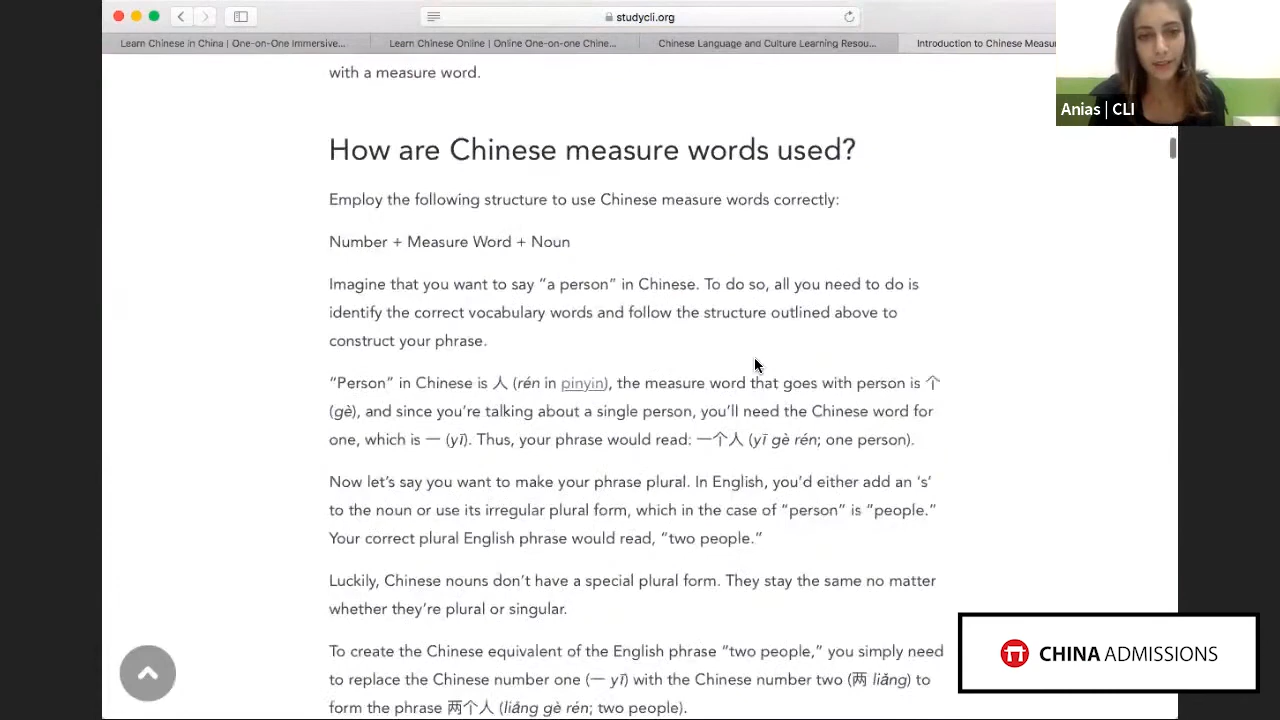 studycli.org
Learn Chinese in China | One-on-One Immersive...
Learn Chinese Online | Online One-on-one Chine...
Chinese Language and Culture Learning Resou...
Introduction to Chinese Measur
Anias | CLI
with a measure word.
How are Chinese measure words used?
Employ the following structure to use Chinese measure words correctly:
Number + Measure Word + Noun
Imagine that you want to say “a person” in Chinese. To do so, all you need to do is
identify the correct vocabulary words and follow the structure outlined above to
construct your phrase.
“Person” in Chinese is 人 (rén in pinyin), the measure word that goes with person is 个
(gè), and since you’re talking about a single person, you’ll need the Chinese word for
one, which is 一 (yī). Thus, your phrase would read: 一个人 (yī gè rén; one person).
Now let’s say you want to make your phrase plural. In English, you’d either add an ‘s’
to the noun or use its irregular plural form, which in the case of “person” is “people.”
Your correct plural English phrase would read, “two people.”
Luckily, Chinese nouns don’t have a special plural form. They stay the same no matter
whether they’re plural or singular.
To create the Chinese equivalent of the English phrase “two people,” you simply need
to replace the Chinese number one (一 yī) with the Chinese number two (两 liǎng) to
form the phrase 两个人 (liǎng gè rén; two people).
CHINA ADMISSIONS